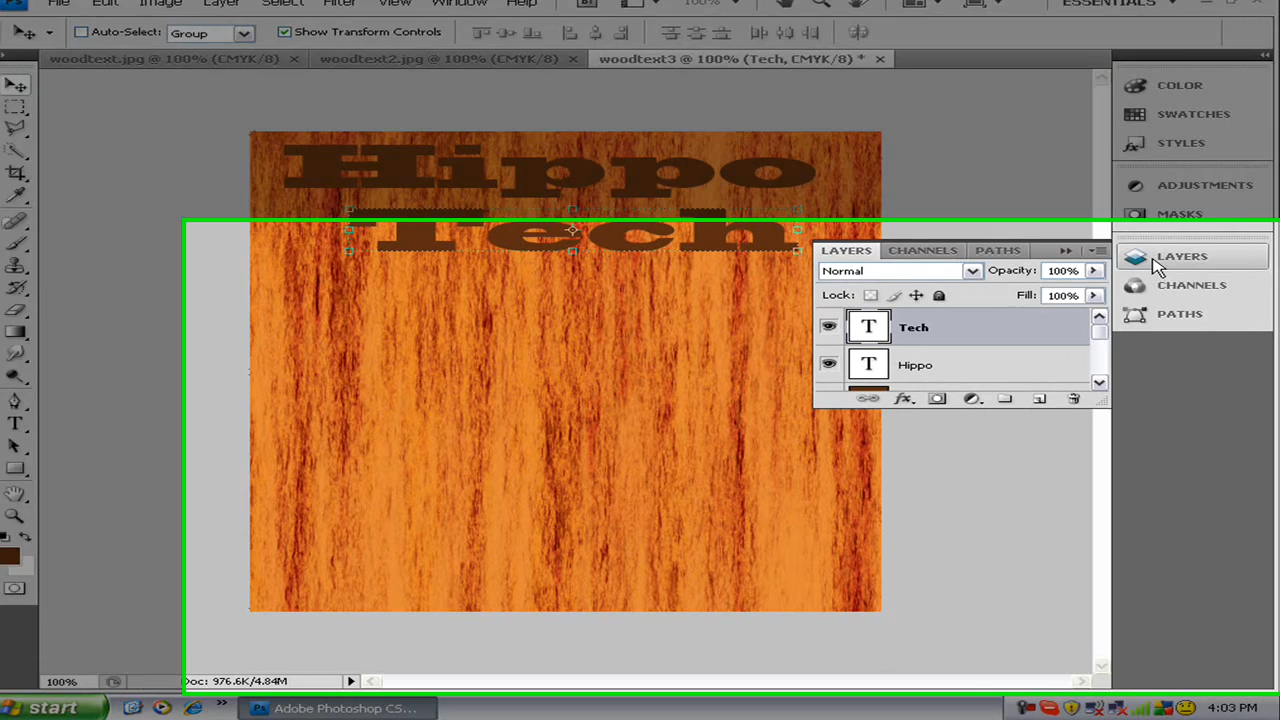 File Edit Image Layer Select Filter View Window Help 100% ESSENTIALS
Auto-Select: Group Show Transform Controls
woodtext.jpg @ 100% (CMYK/8) woodtext2.jpg @ 100% (CMYK/8) woodtext3 @ 100% (Tech, CMYK/8) *
COLOR
SWATCHES
STYLES
ADJUSTMENTS
MASKS
Hippo
Tech
LAYERS
CHANNELS
PATHS
LAYERS CHANNELS PATHS
Normal Opacity: 100%
Lock: Fill: 100%
T Tech
T Hippo
100% Doc: 976.6K/4.84M
start Adobe Photoshop CS... 4:03 PM